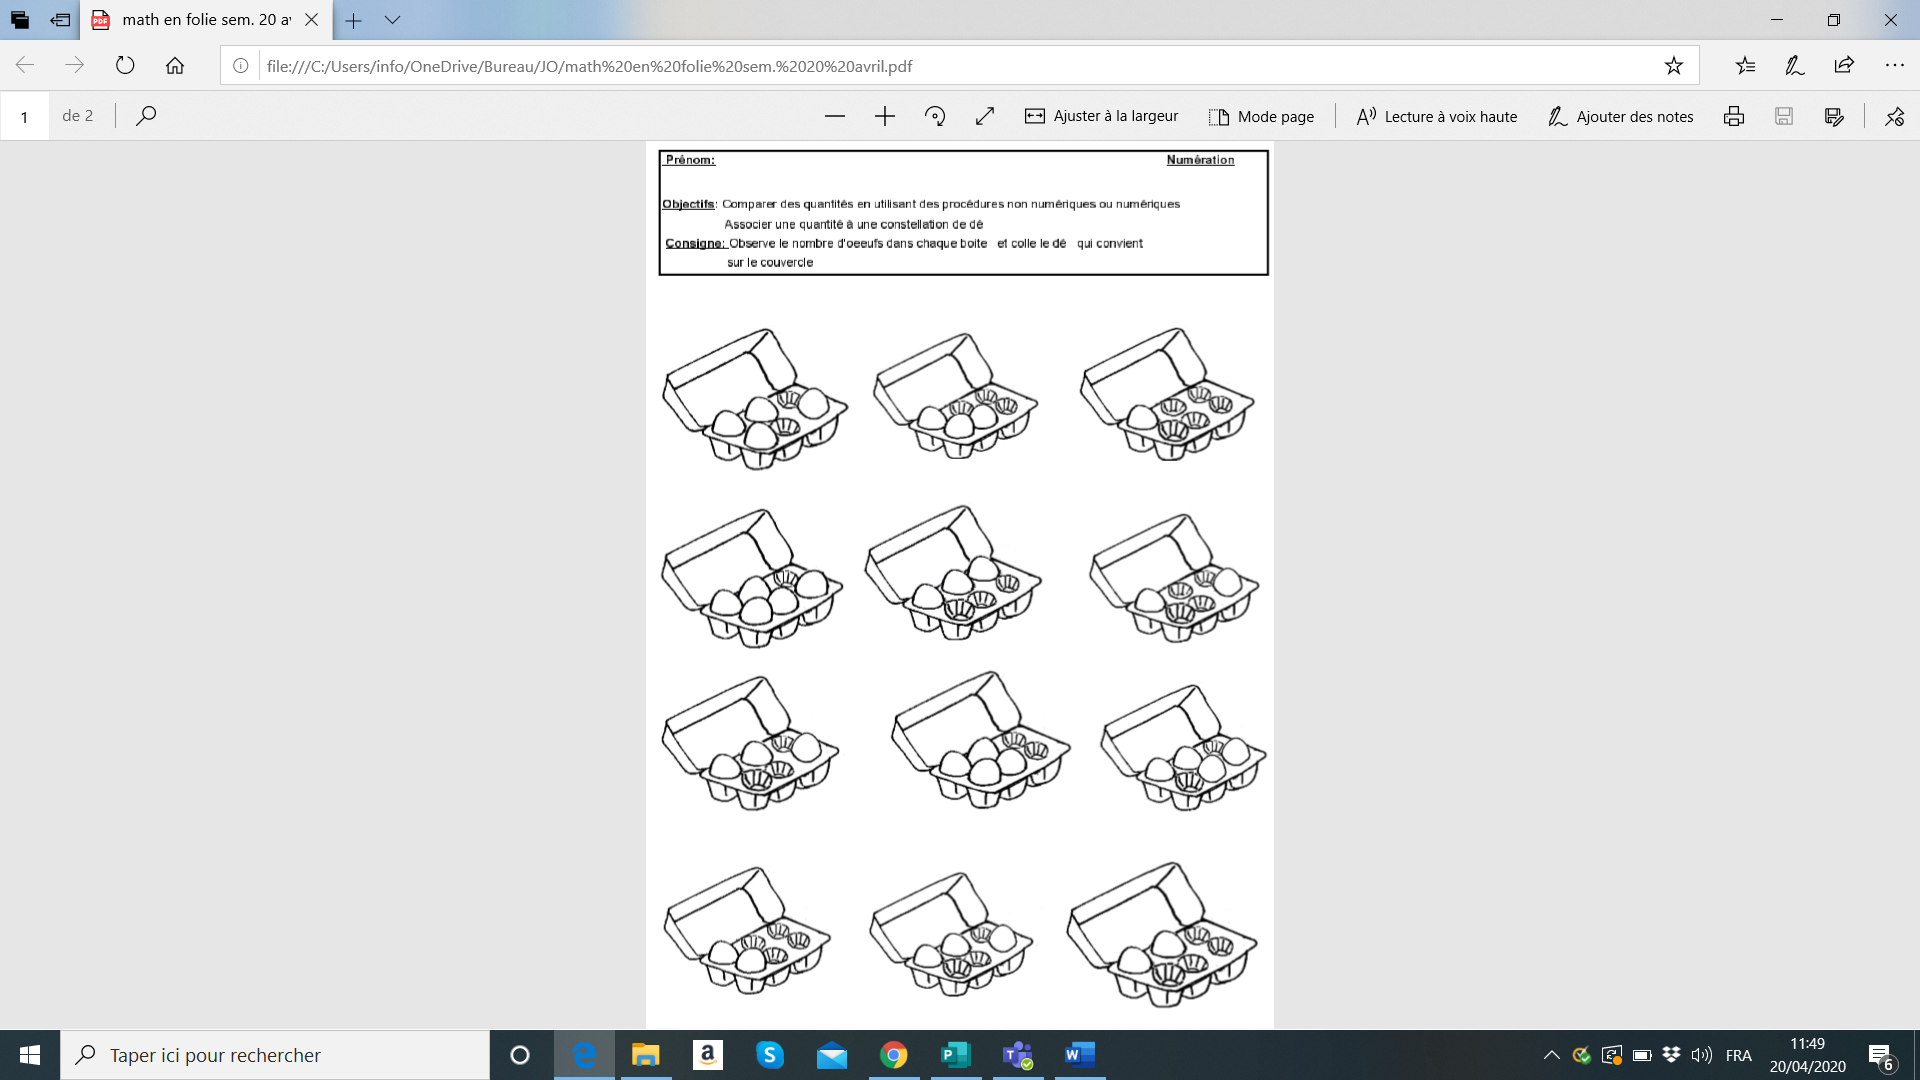 math en folie sem. 20 av
file:///C:/Users/info/OneDrive/Bureau/JO/math%20en%20folie%20sem.%2020%20avril.pdf
1 de 2
Ajuster à la largeur
Mode page
Lecture à voix haute
Ajouter des notes
Prénom: Numération
Objectifs: Comparer des quantités en utilisant des procédures non numériques ou numériques
Associer une quantité à une constellation de dé
Consigne: Observe le nombre d'oeeufs dans chaque boite et colle le dé qui convient
sur le couvercle
Taper ici pour rechercher
FRA
11:49
20/04/2020
6